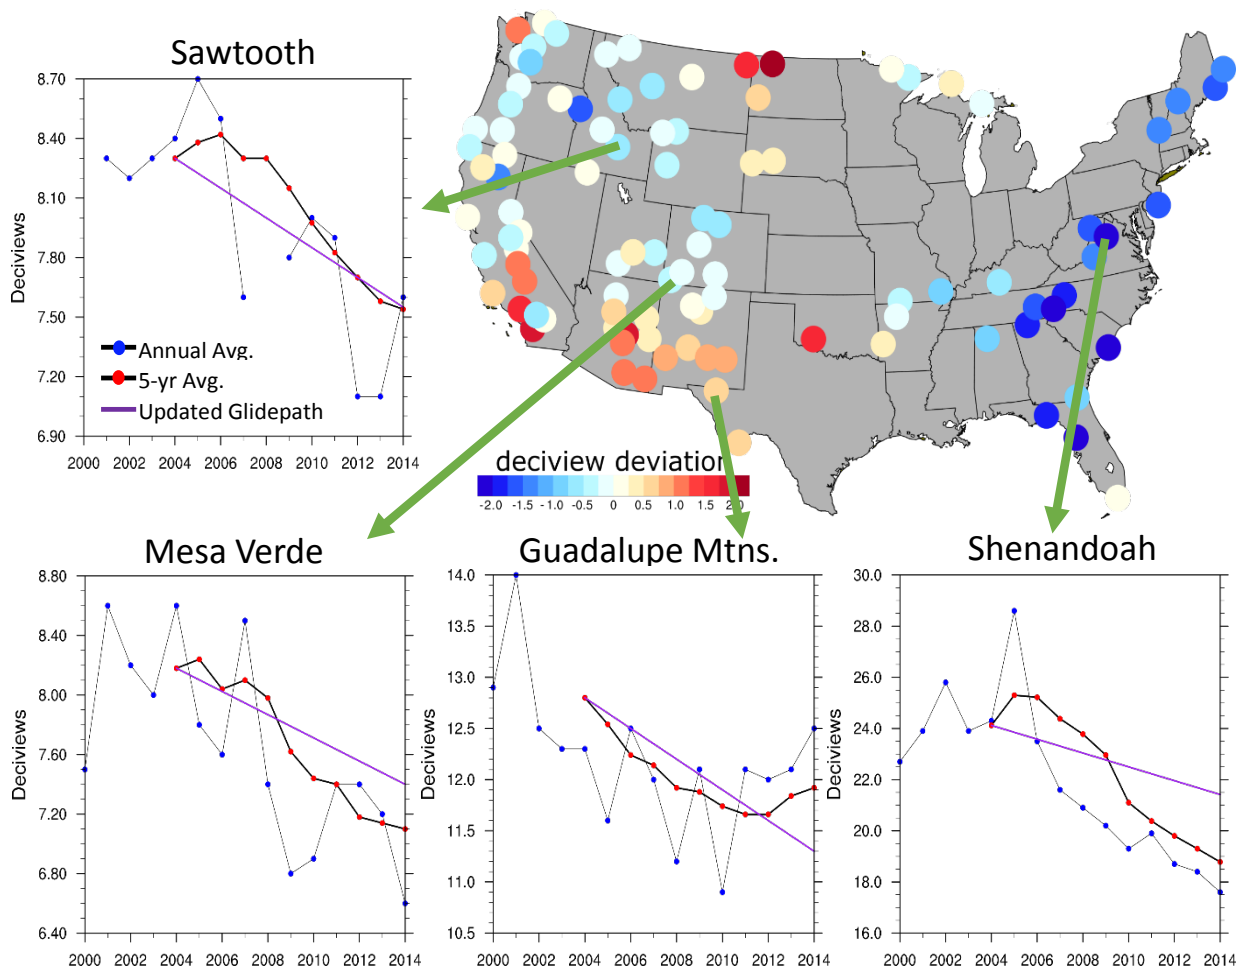 Sawtooth
8.70
8.40
8.10
7.80
7.50
7.20
6.90
Deciviews
Annual Avg.
5-yr Avg.
Updated Glidepath
2000 2002 2004 2006 2008 2010 2012 2014
deciview deviation
-2.0 -1.5 -1.0 -0.5 0 0.5 1.0 1.5 2.0
Mesa Verde
8.80
8.40
8.00
7.60
7.20
6.80
6.40
Deciviews
2000 2002 2004 2006 2008 2010 2012 2014
Guadalupe Mtns.
14.0
13.5
13.0
12.5
12.0
11.5
11.0
10.5
Deciviews
2000 2002 2004 2006 2008 2010 2012 2014
Shenandoah
30.0
28.0
26.0
24.0
22.0
20.0
18.0
16.0
Deciviews
2000 2002 2004 2006 2008 2010 2012 2014